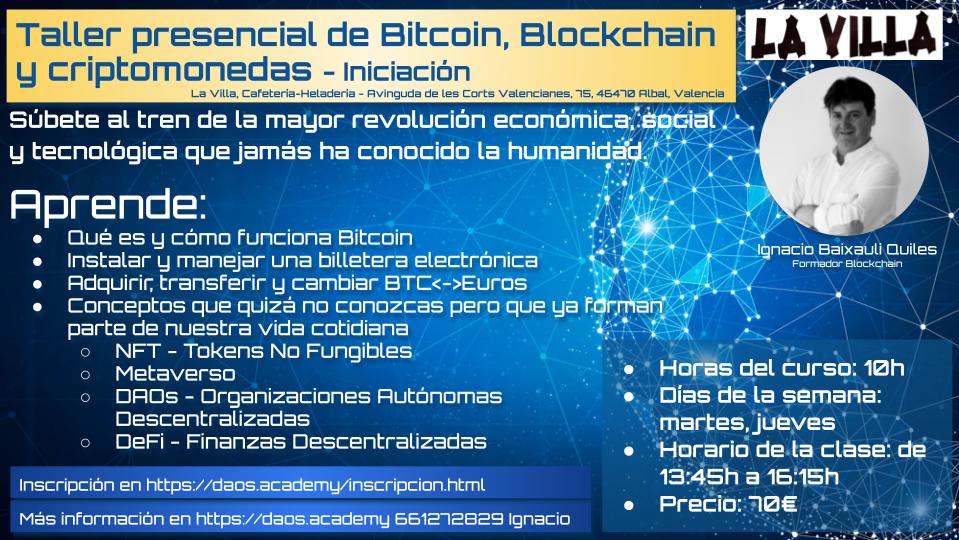 Taller presencial de Bitcoin, Blockchain
y criptomonedas - Iniciación
La Villa, Cafetería-Heladería - Avinguda de les Corts Valencianes, 75, 46470 Albal, Valencia
LA VILLA
Súbete al tren de la mayor revolución económica, social
y tecnológica que jamás ha conocido la humanidad.
Ignacio Baixauli Quiles
Formador Blockchain
Aprende:
● Qué es y cómo funciona Bitcoin
● Instalar y manejar una billetera electrónica
● Adquirir, transferir y cambiar BTC<->Euros
● Conceptos que quizá no conozcas pero que ya forman
parte de nuestra vida cotidiana
○ NFT - Tokens No Fungibles
○ Metaverso
○ DAOs - Organizaciones Autónomas
Descentralizadas
○ DeFi - Finanzas Descentralizadas
● Horas del curso: 10h
● Días de la semana:
martes, jueves
● Horario de la clase: de
13:45h a 16:15h
● Precio: 70€
Inscripción en https://daos.academy/inscripcion.html
Más información en https://daos.academy 661272829 Ignacio